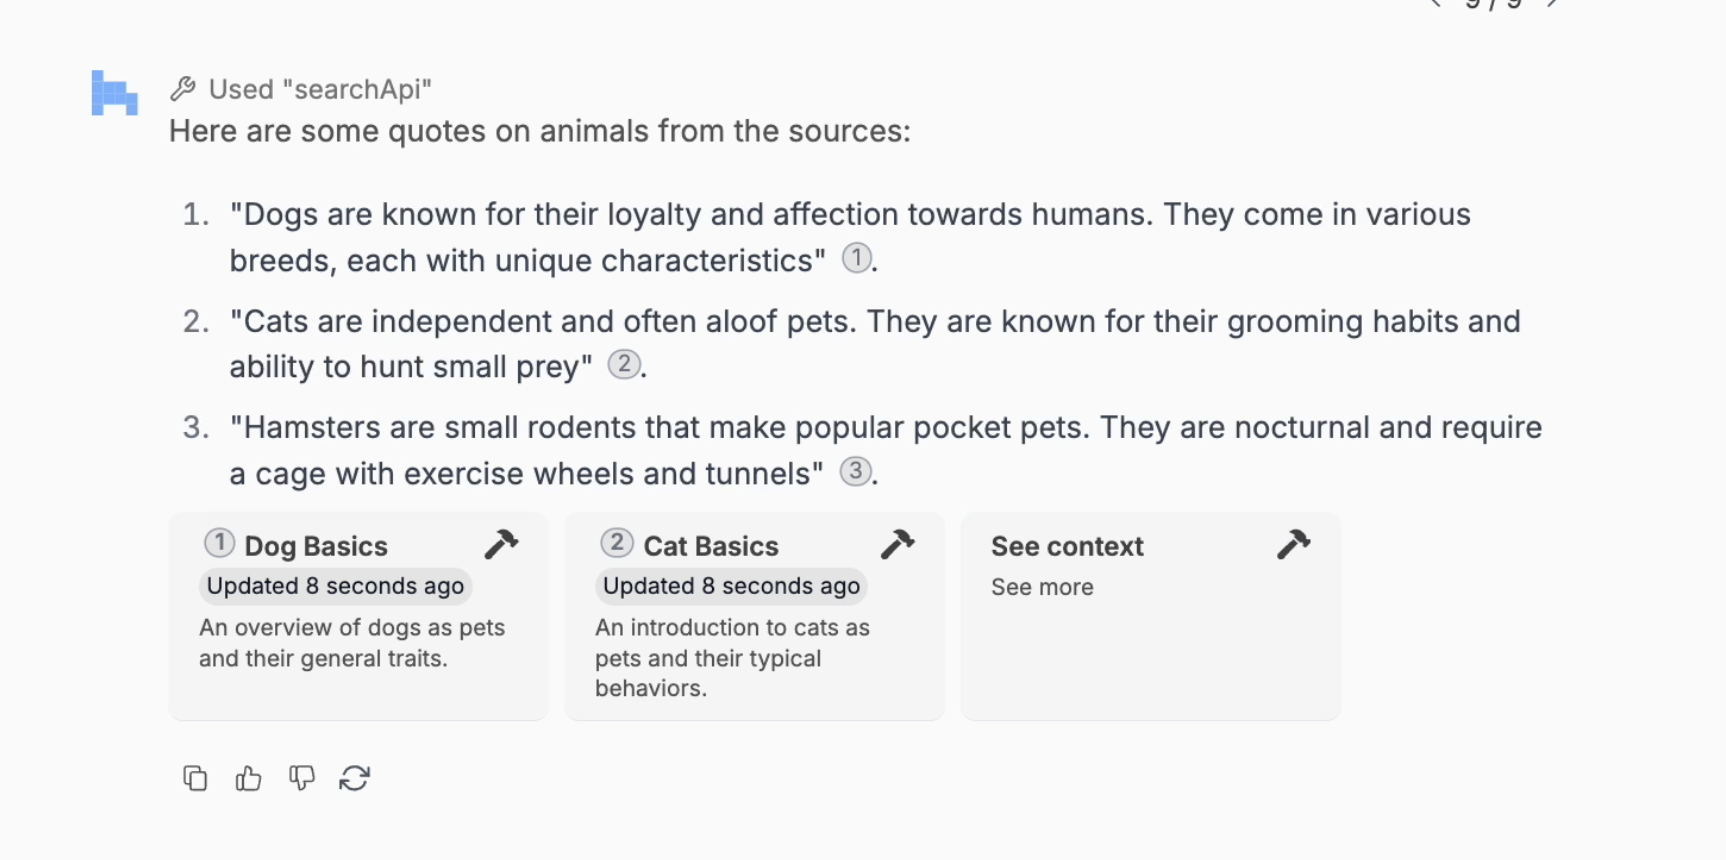 Used "searchApi"
Here are some quotes on animals from the sources:
1. "Dogs are known for their loyalty and affection towards humans. They come in various
breeds, each with unique characteristics" 1.
2. "Cats are independent and often aloof pets. They are known for their grooming habits and
ability to hunt small prey" 2.
3. "Hamsters are small rodents that make popular pocket pets. They are nocturnal and require
a cage with exercise wheels and tunnels" 3.
1 Dog Basics
Updated 8 seconds ago
An overview of dogs as pets
and their general traits.
2 Cat Basics
Updated 8 seconds ago
An introduction to cats as
pets and their typical
behaviors.
See context
See more